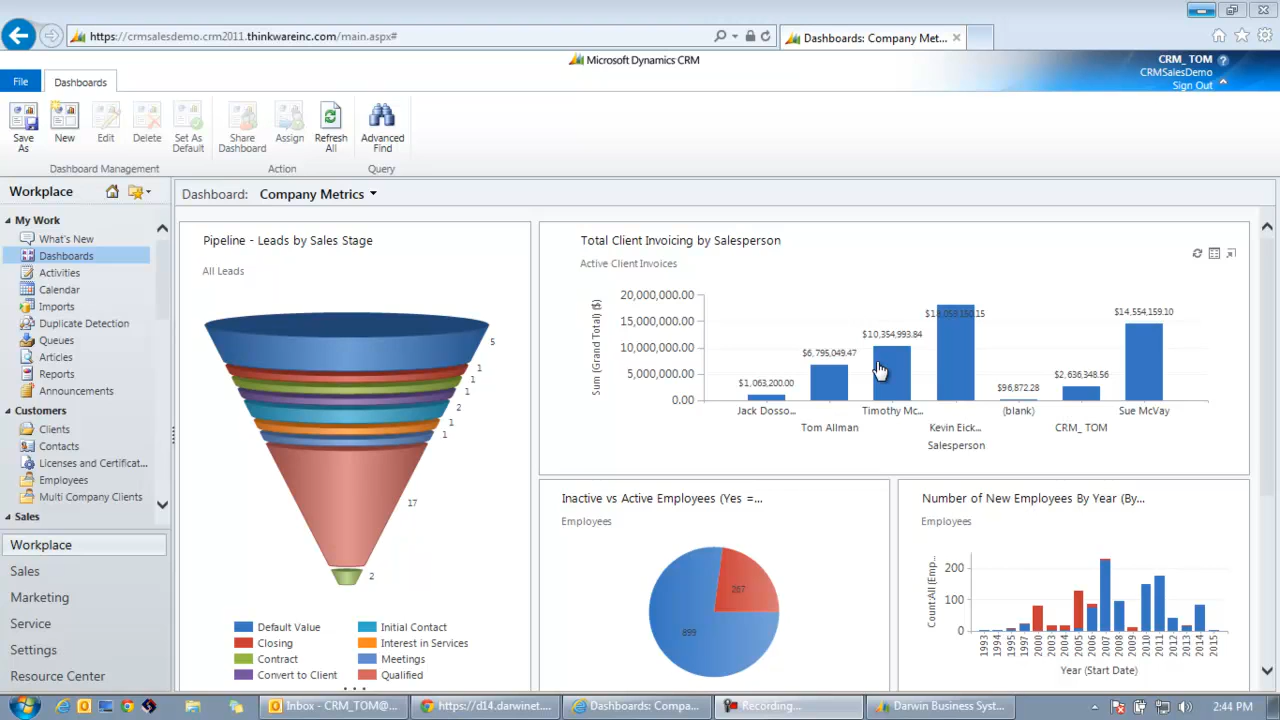 https://crmsalesdemo.crm2011.thinkwareinc.com/main.aspx#
Dashboards: Company Met...
Microsoft Dynamics CRM
CRM_TOM
CRMSalesDemo
Sign Out
File
Dashboards
Save As
New
Edit
Delete
Set As Default
Share Dashboard
Assign
Refresh All
Advanced Find
Dashboard Management
Action
Query
Workplace
Dashboard: Company Metrics
My Work
What's New
Dashboards
Activities
Calendar
Imports
Duplicate Detection
Queues
Articles
Reports
Announcements
Customers
Clients
Contacts
Licenses and Certificat...
Employees
Multi Company Clients
Sales
Workplace
Sales
Marketing
Service
Settings
Resource Center
Pipeline - Leads by Sales Stage
All Leads
5
1
1
1
2
1
1
17
2
Default Value
Initial Contact
Closing
Interest in Services
Contract
Meetings
Convert to Client
Qualified
Total Client Invoicing by Salesperson
Active Client Invoices
Sum (Grand Total) ($)
20,000,000.00
15,000,000.00
10,000,000.00
5,000,000.00
0.00
$1,063,200.00
$6,795,049.47
$10,354,993.84
$96,872.28
$2,636,348.56
$14,554,159.10
Jack Dosso...
Tom Allman
Timothy Mc...
Kevin Eick...
(blank)
CRM_ TOM
Sue McVay
Salesperson
Inactive vs Active Employees (Yes =...
Employees
267
899
Number of New Employees By Year (By...
Employees
Count:All (Emp...
200
100
0
1993
1994
1995
1997
2000
2003
2004
2005
2006
2007
2008
2009
2010
2011
2012
2013
2014
2015
Year (Start Date)
Inbox - CRM_TOM@...
https://d14.darwinet...
Dashboards: Compa...
Recording...
Darwin Business Syst...
2:44 PM